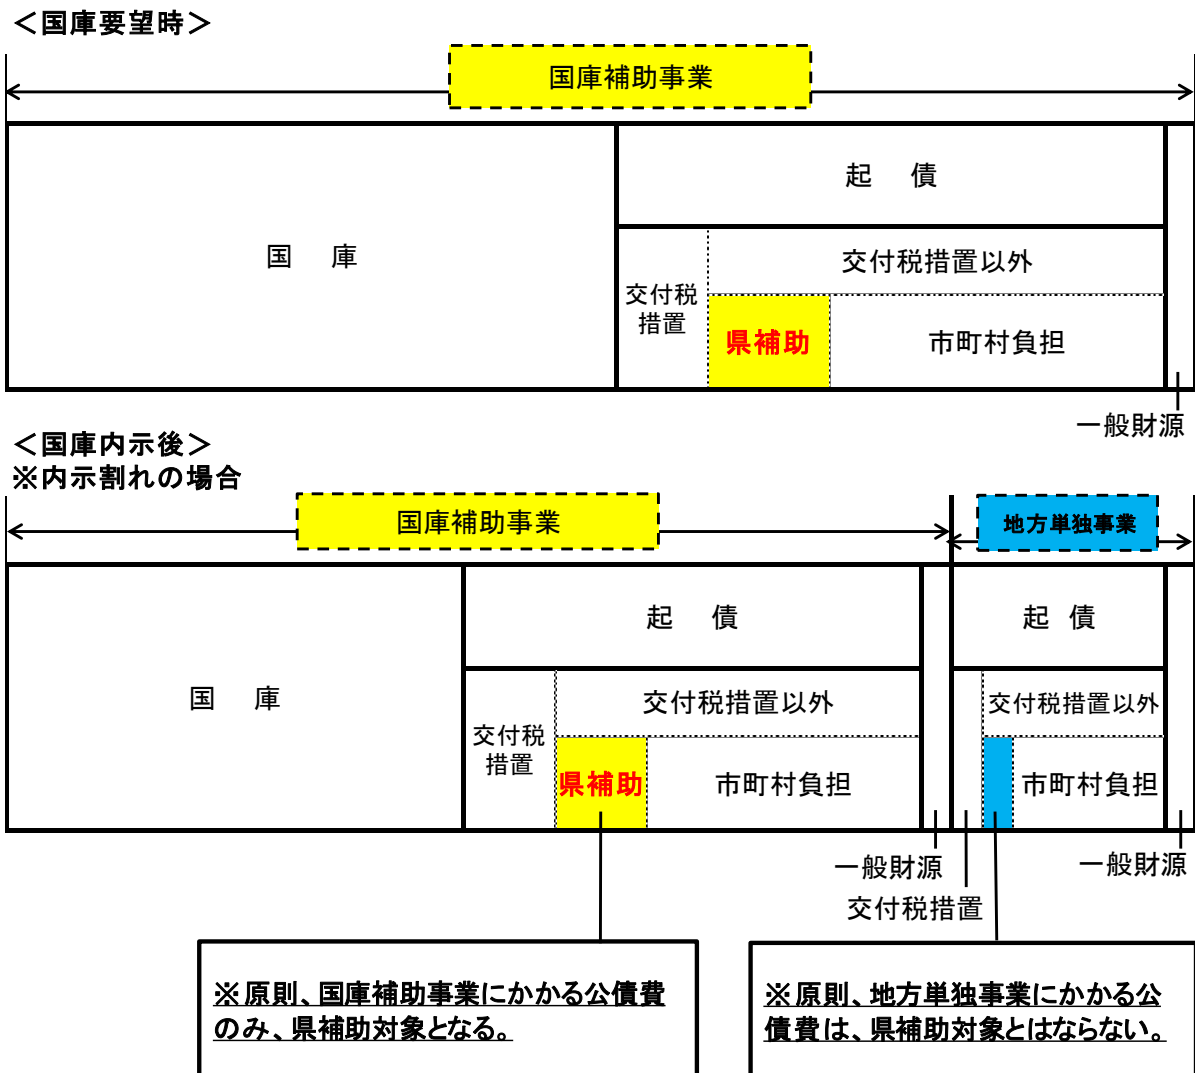 ＜国庫要望時＞
国庫補助事業
起　債
国　庫
交付税措置以外
交付税
措置
県補助
市町村負担
一般財源
＜国庫内示後＞
※内示割れの場合
国庫補助事業
地方単独事業
起　債
起　債
国　庫
交付税措置以外
交付税措置以外
交付税
措置
県補助
市町村負担
市町村負担
一般財源
一般財源
交付税措置
※原則、国庫補助事業にかかる公債費
のみ、県補助対象となる。
※原則、地方単独事業にかかる公
債費は、県補助対象とはならない。